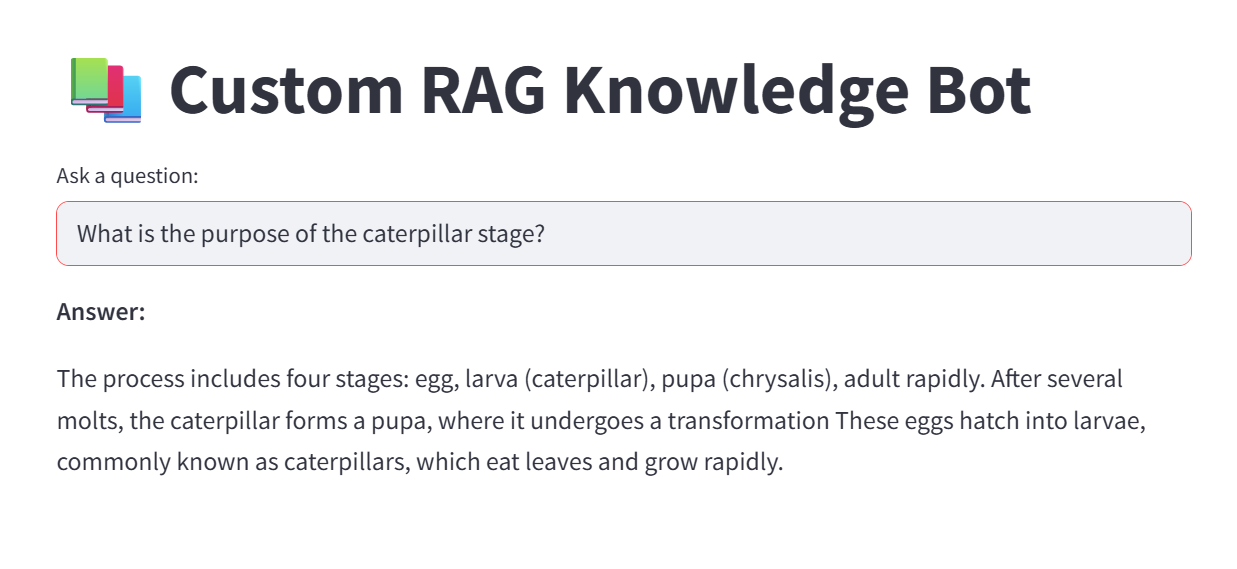 Custom RAG Knowledge Bot
Ask a question:
What is the purpose of the caterpillar stage?
Answer:
The process includes four stages: egg, larva (caterpillar), pupa (chrysalis), adult rapidly. After several
molts, the caterpillar forms a pupa, where it undergoes a transformation These eggs hatch into larvae,
commonly known as caterpillars, which eat leaves and grow rapidly.